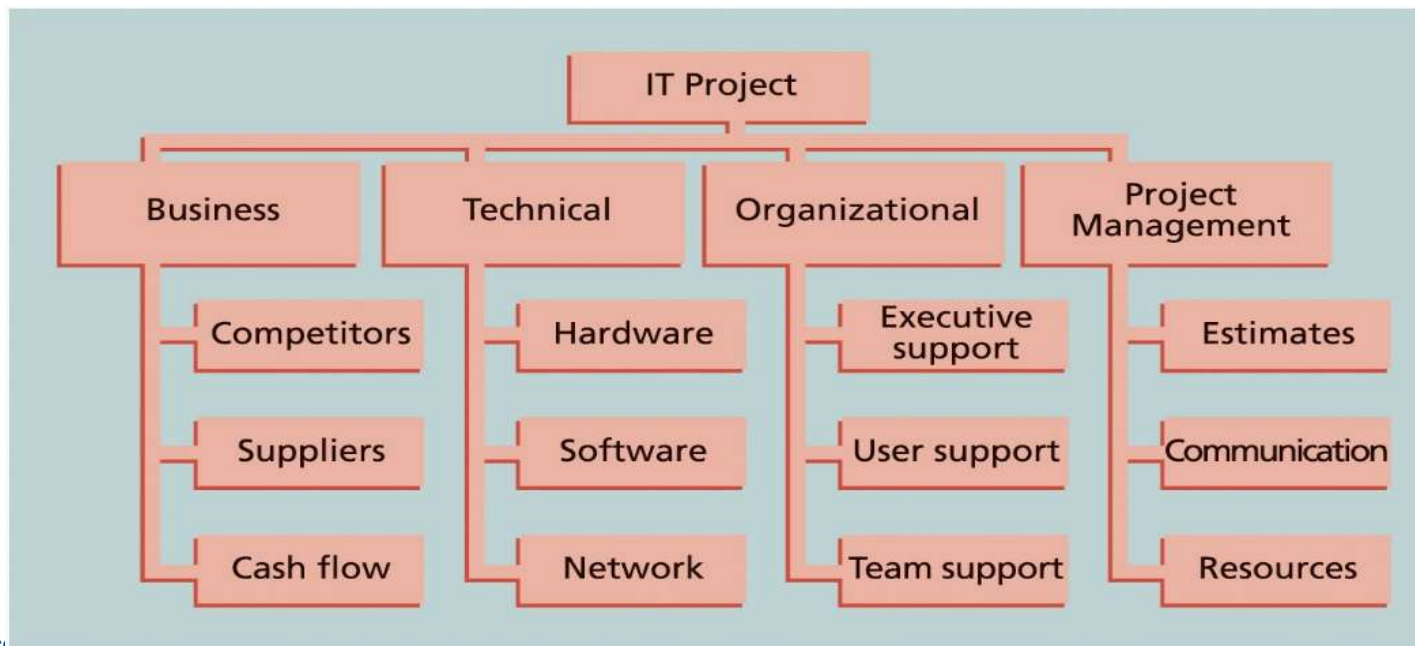 IT Project
Business
Technical
Organizational
Project
Management
Competitors
Hardware
Executive
support
Estimates
Suppliers
Software
User support
Communication
Cash flow
Network
Team support
Resources